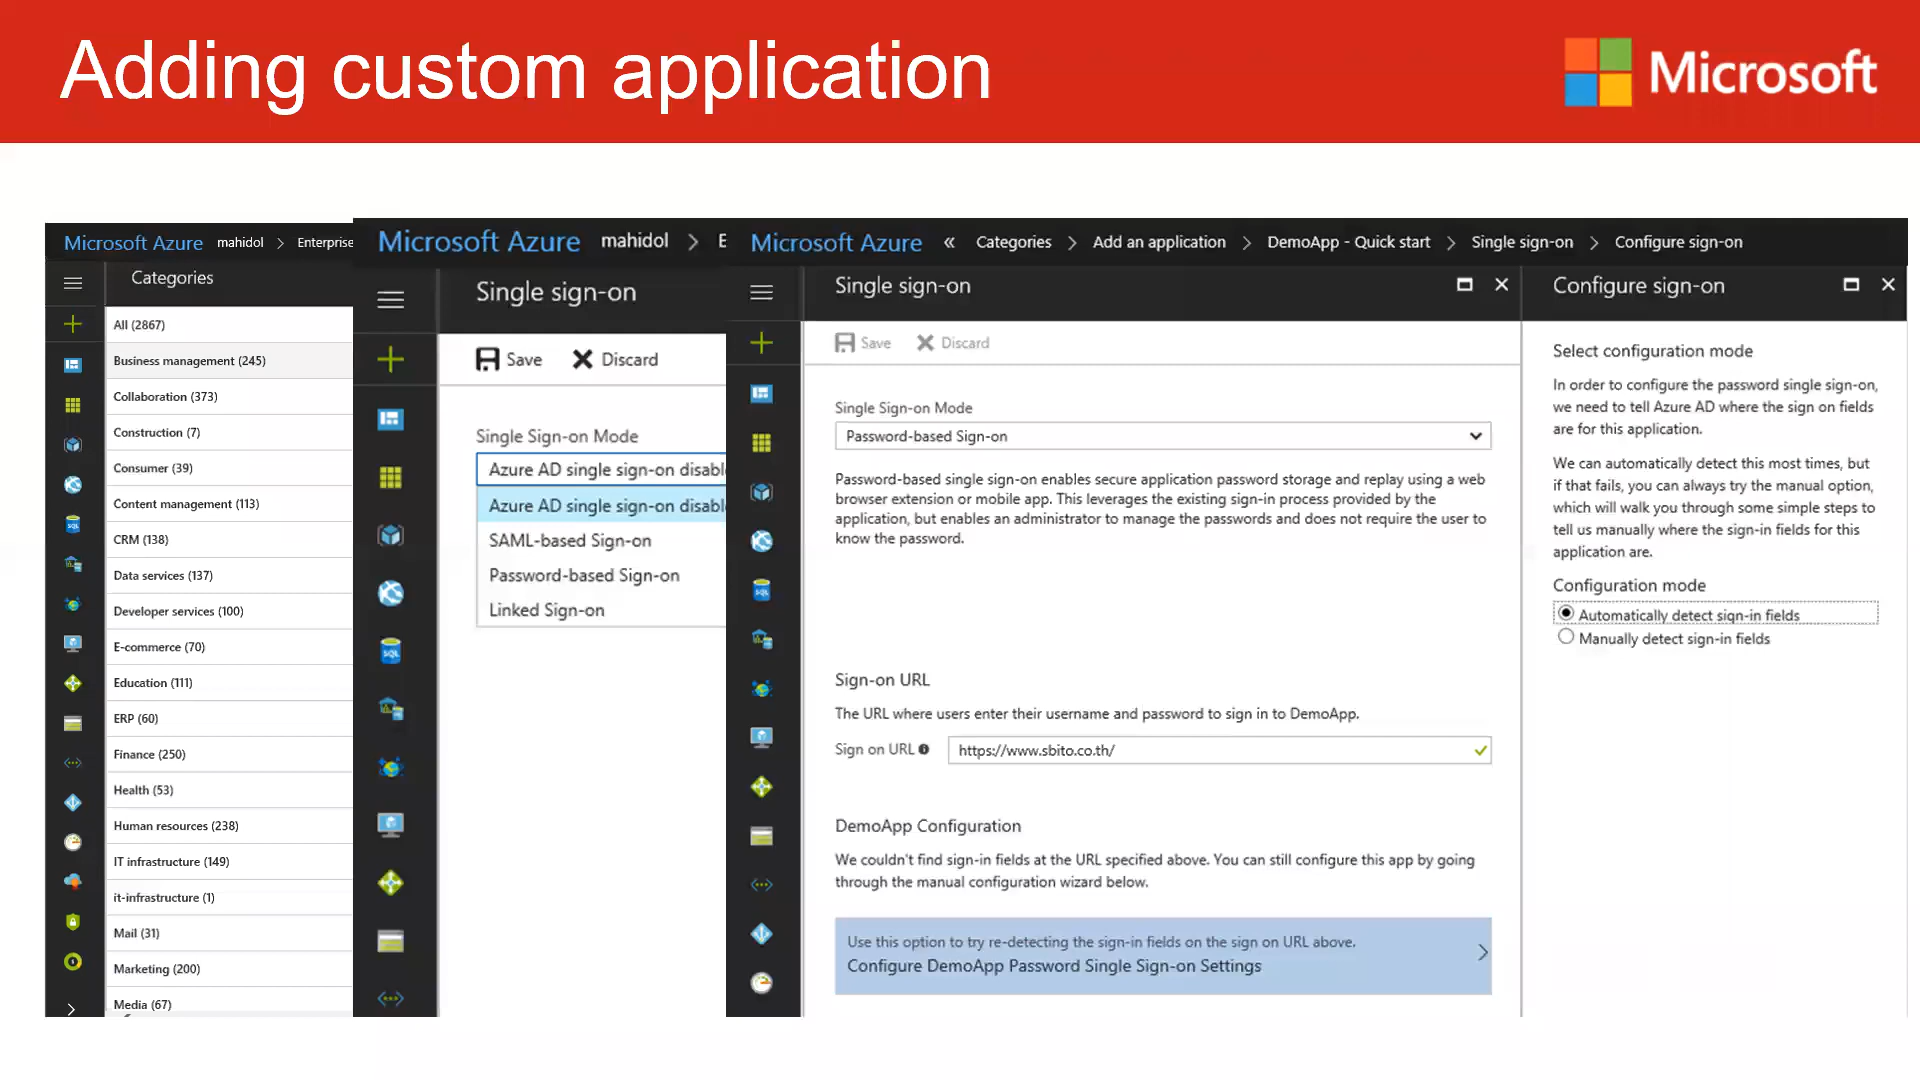 Adding custom application
Microsoft
Microsoft Azure mahidol > Enterprise
Categories
All (2867)
Business management (245)
Collaboration (373)
Construction (7)
Consumer (39)
Content management (113)
CRM (138)
Data services (137)
Developer services (100)
E-commerce (70)
Education (111)
ERP (60)
Finance (250)
Health (53)
Human resources (238)
IT infrastructure (149)
it-infrastructure (1)
Mail (31)
Marketing (200)
Media (67)
Microsoft Azure mahidol > E
Single sign-on
Save Discard
Single Sign-on Mode
Azure AD single sign-on disabl
Azure AD single sign-on disabl
SAML-based Sign-on
Password-based Sign-on
Linked Sign-on
Microsoft Azure « Categories > Add an application > DemoApp - Quick start > Single sign-on > Configure sign-on
Single sign-on
Save Discard
Single Sign-on Mode
Password-based Sign-on
Password-based single sign-on enables secure application password storage and replay using a web
browser extension or mobile app. This leverages the existing sign-in process provided by the
application, but enables an administrator to manage the passwords and does not require the user to
know the password.
Sign-on URL
The URL where users enter their username and password to sign in to DemoApp.
Sign on URL https://www.sbito.co.th/
DemoApp Configuration
We couldn't find sign-in fields at the URL specified above. You can still configure this app by going
through the manual configuration wizard below.
Use this option to try re-detecting the sign-in fields on the sign on URL above.
Configure DemoApp Password Single Sign-on Settings
Configure sign-on
Select configuration mode
In order to configure the password single sign-on,
we need to tell Azure AD where the sign on fields
are for this application.
We can automatically detect this most times, but
if that fails, you can always try the manual option,
which will walk you through some simple steps to
tell us manually where the sign-in fields for this
application are.
Configuration mode
Automatically detect sign-in fields
Manually detect sign-in fields